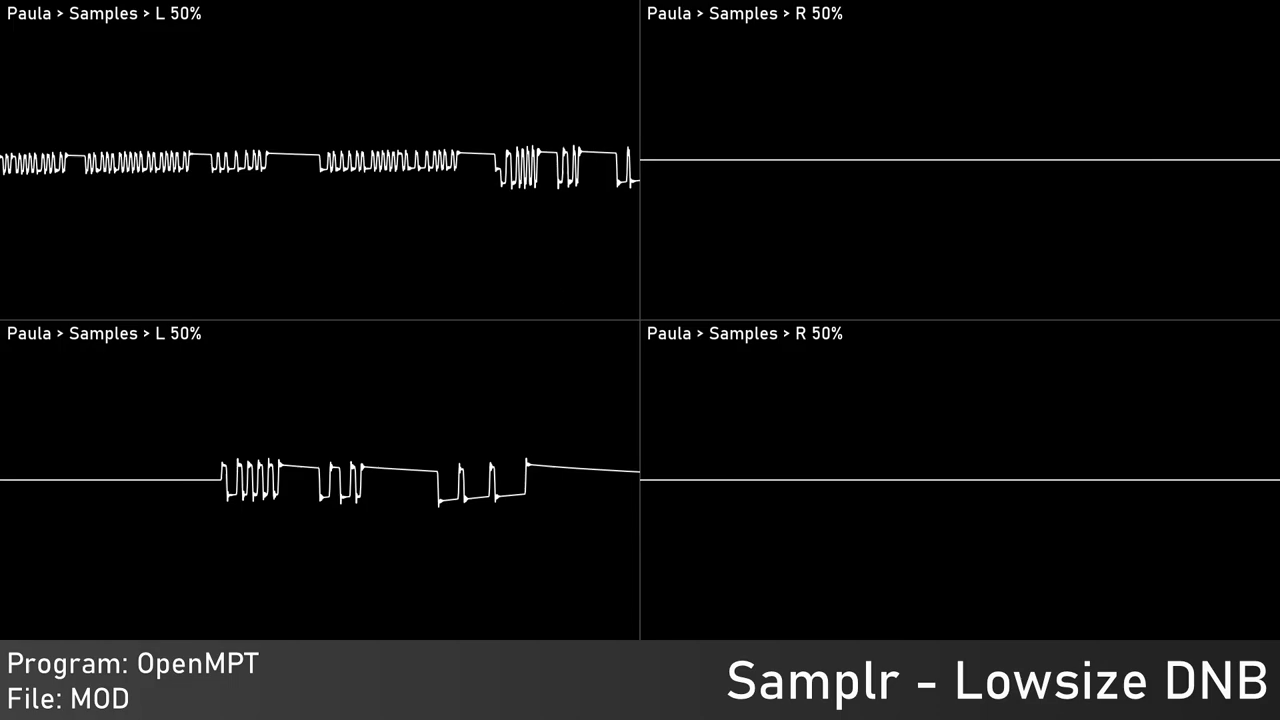 Paula > Samples > L 50%
Paula > Samples > R 50%
Paula > Samples > L 50%
Paula > Samples > R 50%
Program: OpenMPT
File: MOD
Samplr - Lowsize DNB